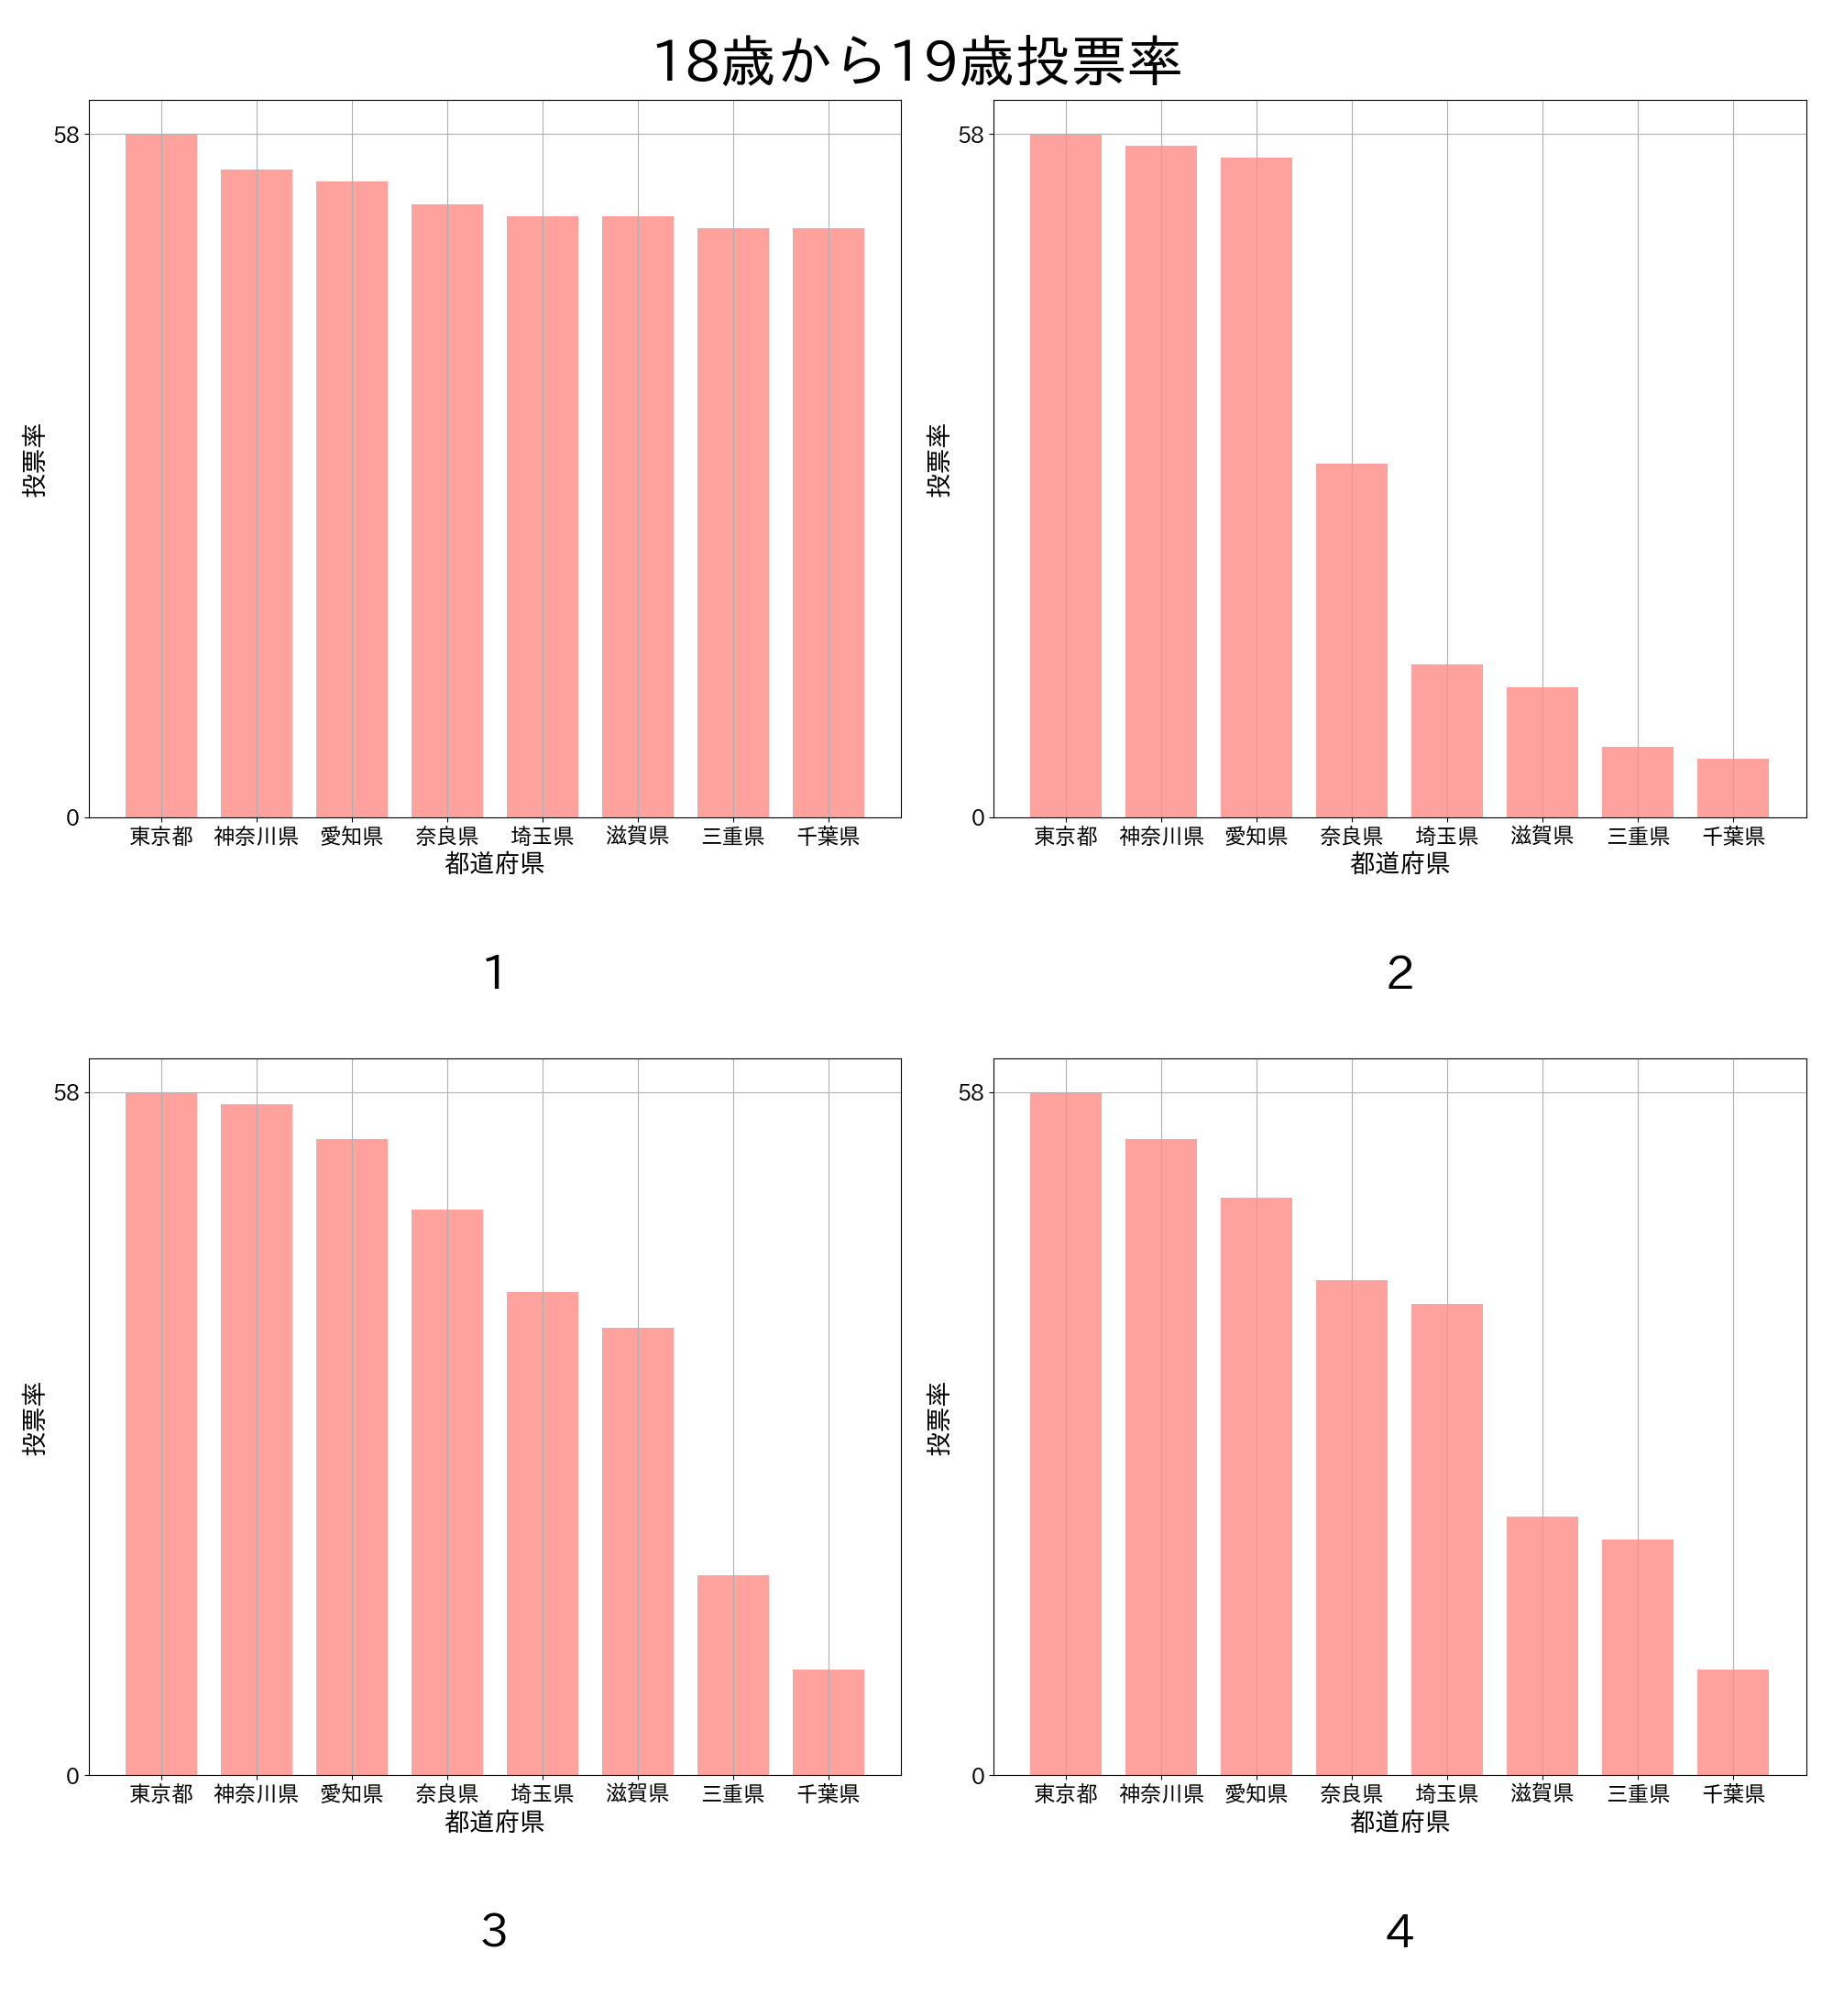 18歳から19歳投票率
58
0
投票率
東京都 神奈川県 愛知県 奈良県 埼玉県 滋賀県 三重県 千葉県
都道府県
1
58
0
投票率
東京都 神奈川県 愛知県 奈良県 埼玉県 滋賀県 三重県 千葉県
都道府県
2
58
0
投票率
東京都 神奈川県 愛知県 奈良県 埼玉県 滋賀県 三重県 千葉県
都道府県
3
58
0
投票率
東京都 神奈川県 愛知県 奈良県 埼玉県 滋賀県 三重県 千葉県
都道府県
4